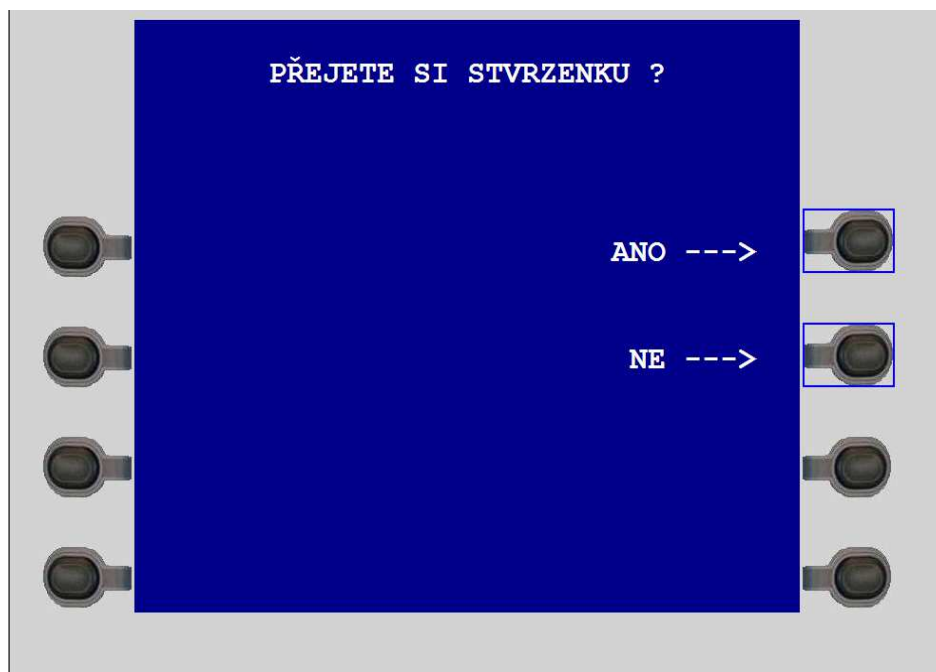 PŘEJETE SI STVRZENKU ?
ANO --->
NE --->